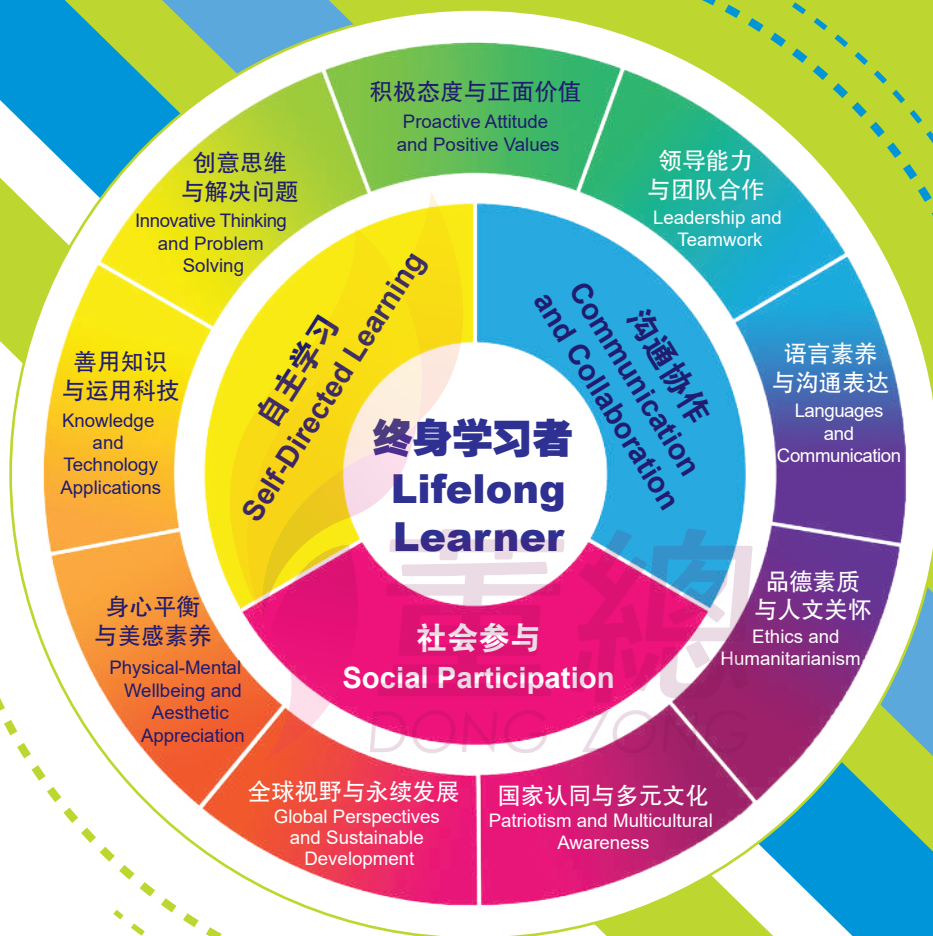 积极态度与正面价值
Proactive Attitude
and Positive Values
领导能力
与团队合作
Leadership and
Teamwork
语言素养
与沟通表达
Languages
and
Communication
品德素质
与人文关怀
Ethics and
Humanitarianism
国家认同与多元文化
Patriotism and Multicultural
Awareness
全球视野与永续发展
Global Perspectives
and Sustainable
Development
身心平衡
与美感素养
Physical-Mental
Wellbeing and
Aesthetic
Appreciation
善用知识
与运用科技
Knowledge
and
Technology
Applications
创意思维
与解决问题
Innovative Thinking
and Problem
Solving
自主学习
Self-Directed Learning
沟通协作
Communication
and Collaboration
社会参与
Social Participation
终身学习者
Lifelong
Learner
董總
DONG ZONG